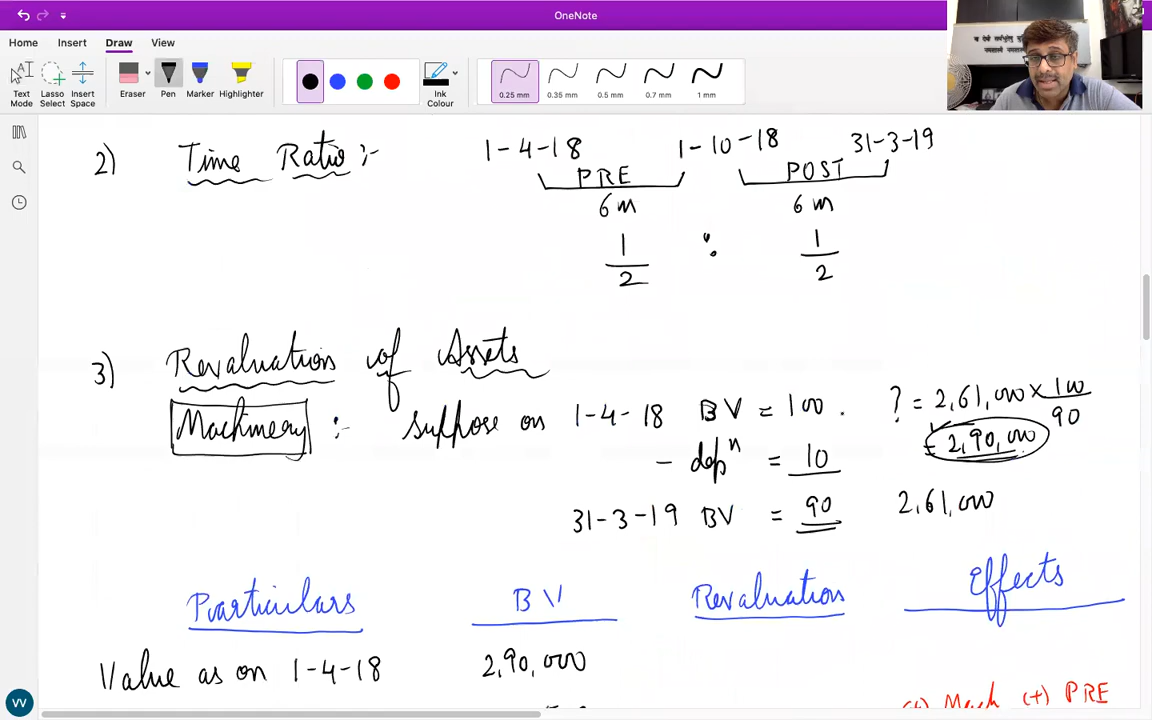 OneNote
Home Insert Draw View
Text Mode
Lasso Select
Insert Space
Eraser
Pen
Marker
Highlighter
Ink Colour
0.25 mm 0.35 mm 0.5 mm 0.7 mm 1 mm
2) Time Ratio :- 1-4-18 1-10-18 31-3-19
PRE POST
6m 6m
1/2 : 1/2
3) Revaluation of Assets
Machinery :- suppose on 1-4-18 BV = 100 . ? = 2,61,000 × 100/90
= 2,90,000
- depⁿ = 10
31-3-19 BV = 90 2,61,000
Particulars BV Revaluation Effects
Value as on 1-4-18 2,90,000
(+) Mach (+) PRE
VV